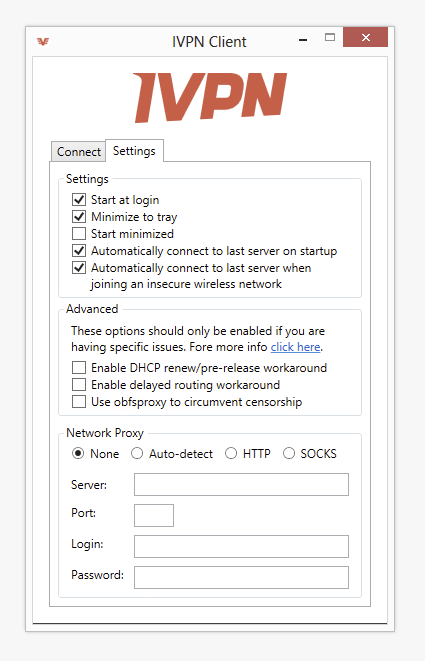 IVPN Client
IVPN
Connect
Settings
Settings
Start at login
Minimize to tray
Start minimized
Automatically connect to last server on startup
Automatically connect to last server when
joining an insecure wireless network
Advanced
These options should only be enabled if you are
having specific issues. Fore more info click here.
Enable DHCP renew/pre-release workaround
Enable delayed routing workaround
Use obfsproxy to circumvent censorship
Network Proxy
None Auto-detect HTTP SOCKS
Server:
Port:
Login:
Password: